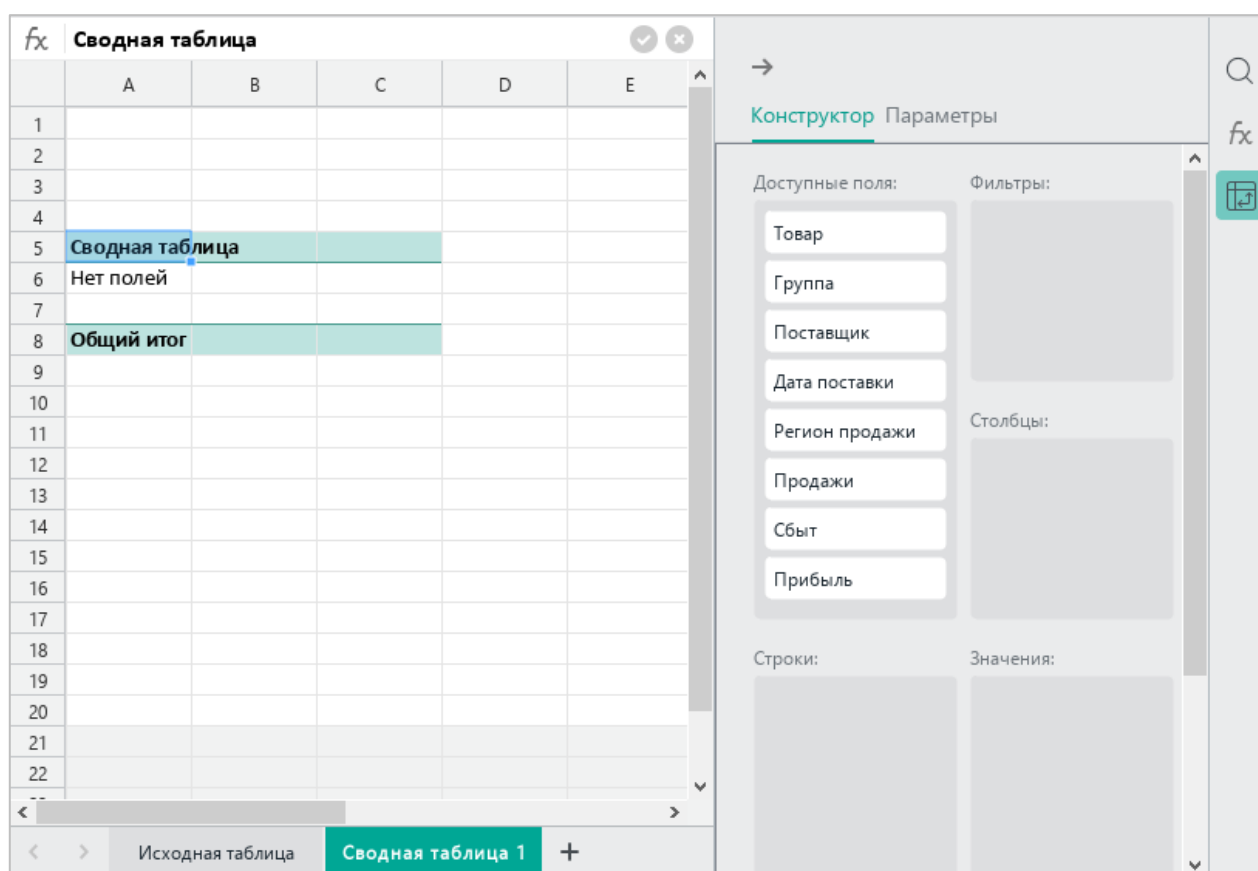 fx Сводная таблица
A B C D E
1
2
3
4
5 Сводная таблица
6 Нет полей
7
8 Общий итог
9
10
11
12
13
14
15
16
17
18
19
20
21
22
Исходная таблица Сводная таблица 1 +
Конструктор Параметры
Доступные поля:
Товар
Группа
Поставщик
Дата поставки
Регион продажи
Продажи
Сбыт
Прибыль
Фильтры:
Столбцы:
Строки:
Значения:
fx